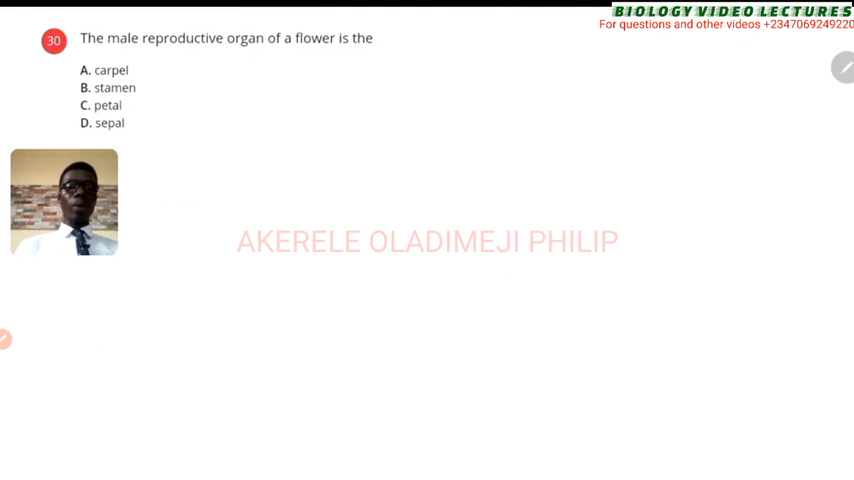 BIOLOGY VIDEO LECTURES
For questions and other videos +2347069249220
30 The male reproductive organ of a flower is the
A. carpel
B. stamen
C. petal
D. sepal
AKERELE OLADIMEJI PHILIP